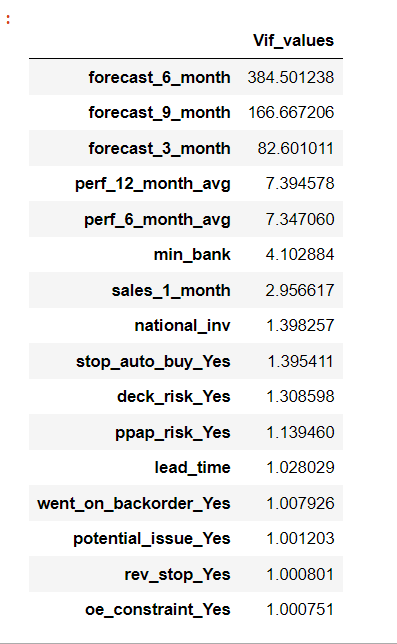 :
Vif_values
forecast_6_month 384.501238
forecast_9_month 166.667206
forecast_3_month 82.601011
perf_12_month_avg 7.394578
perf_6_month_avg 7.347060
min_bank 4.102884
sales_1_month 2.956617
national_inv 1.398257
stop_auto_buy_Yes 1.395411
deck_risk_Yes 1.308598
ppap_risk_Yes 1.139460
lead_time 1.028029
went_on_backorder_Yes 1.007926
potential_issue_Yes 1.001203
rev_stop_Yes 1.000801
oe_constraint_Yes 1.000751